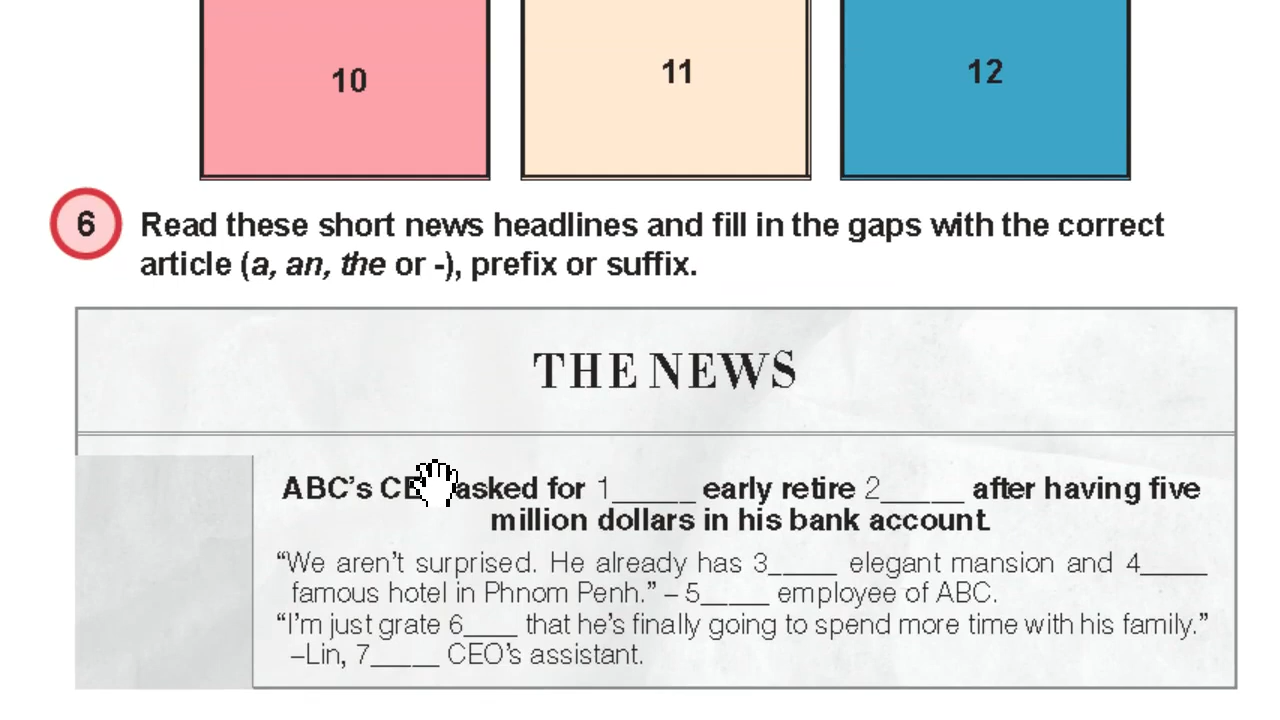 10
11
12
6
Read these short news headlines and fill in the gaps with the correct
article (a, an, the or -), prefix or suffix.
THE NEWS
ABC's asked for 1_____ early retire 2_____ after having five
million dollars in his bank account.
“We aren't surprised. He already has 3_____ elegant mansion and 4_____
famous hotel in Phnom Penh.” – 5_____ employee of ABC.
“I'm just grate 6____ that he's finally going to spend more time with his family.”
–Lin, 7_____ CEO's assistant.